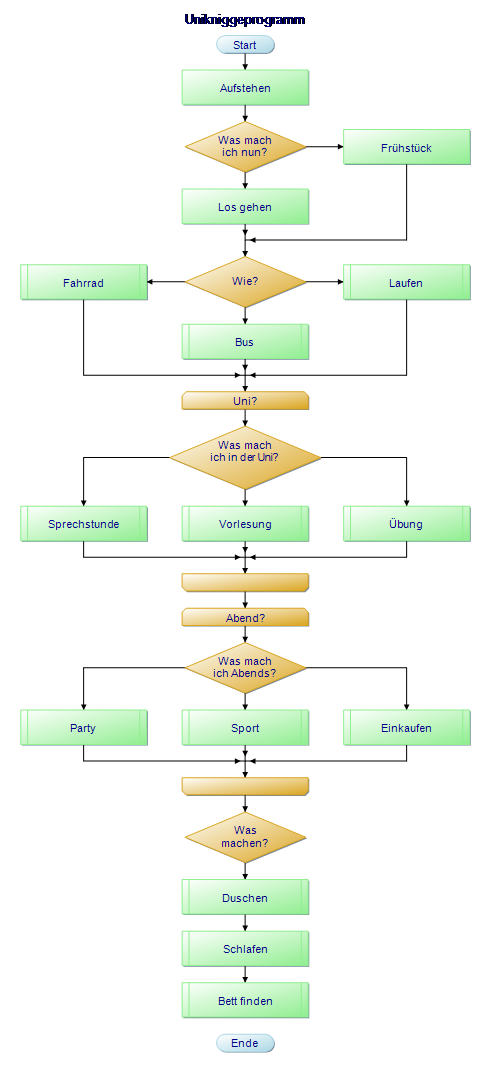 Unikniggeprogramm
Start
Aufstehen
Was mach
ich nun?
Frühstück
Los gehen
Fahrrad
Wie?
Laufen
Bus
Uni?
Was mach
ich in der Uni?
Sprechstunde
Vorlesung
Übung
Abend?
Was mach
ich Abends?
Party
Sport
Einkaufen
Was
machen?
Duschen
Schlafen
Bett finden
Ende